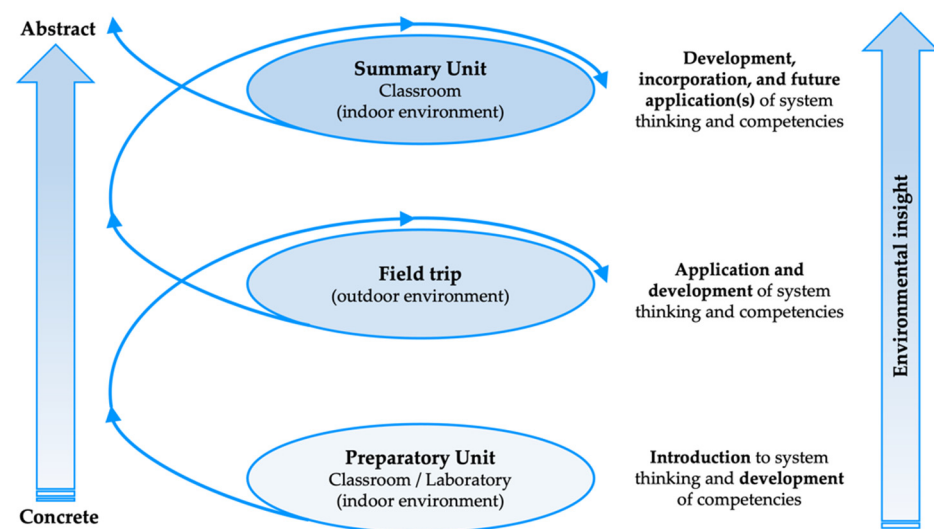 Abstract
Summary Unit
Classroom
(indoor environment)
Development,
incorporation, and future
application(s) of system
thinking and competencies
Field trip
(outdoor environment)
Application and
development of system
thinking and competencies
Environmental insight
Preparatory Unit
Classroom / Laboratory
(indoor environment)
Introduction to system
thinking and development
of competencies
Concrete